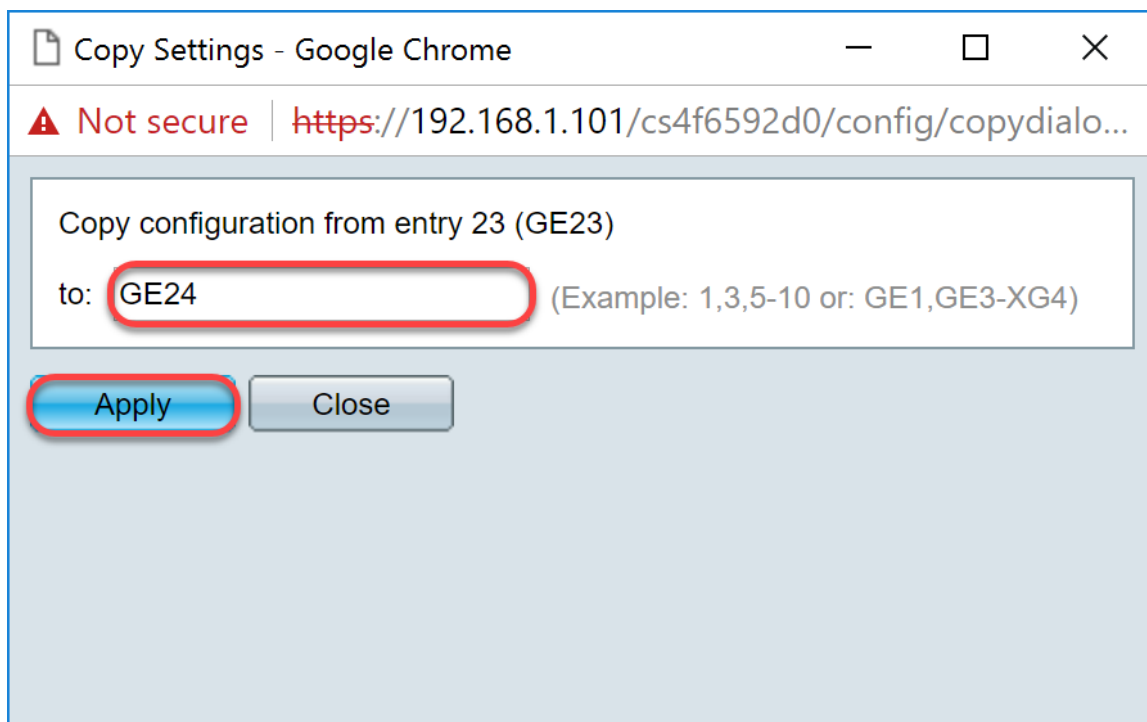 Copy Settings - Google Chrome
Not secure https://192.168.1.101/cs4f6592d0/config/copydialo...
Copy configuration from entry 23 (GE23)
to: GE24 (Example: 1,3,5-10 or: GE1,GE3-XG4)
Apply Close